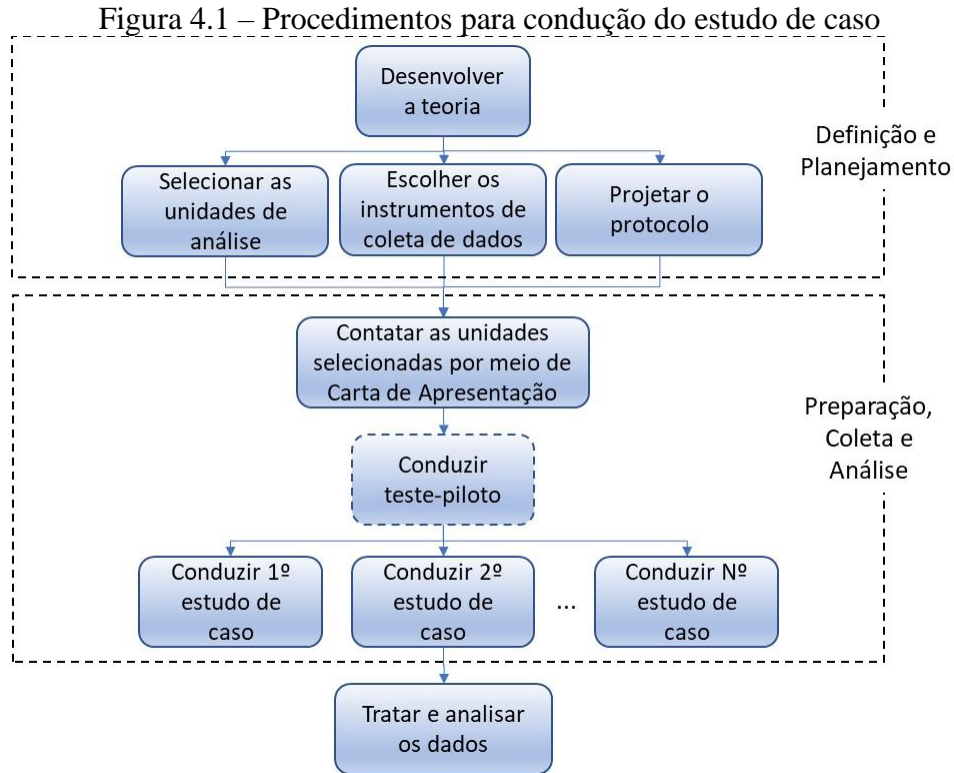 Figura 4.1 – Procedimentos para condução do estudo de caso
Desenvolver
a teoria
Definição e
Planejamento
Selecionar as
unidades de
análise
Escolher os
instrumentos de
coleta de dados
Projetar o
protocolo
Contatar as unidades
selecionadas por meio de
Carta de Apresentação
Preparação,
Coleta e
Análise
Conduzir
teste-piloto
Conduzir 1º
estudo de
caso
Conduzir 2º
estudo de
caso
...
Conduzir Nº
estudo de
caso
Tratar e analisar
os dados